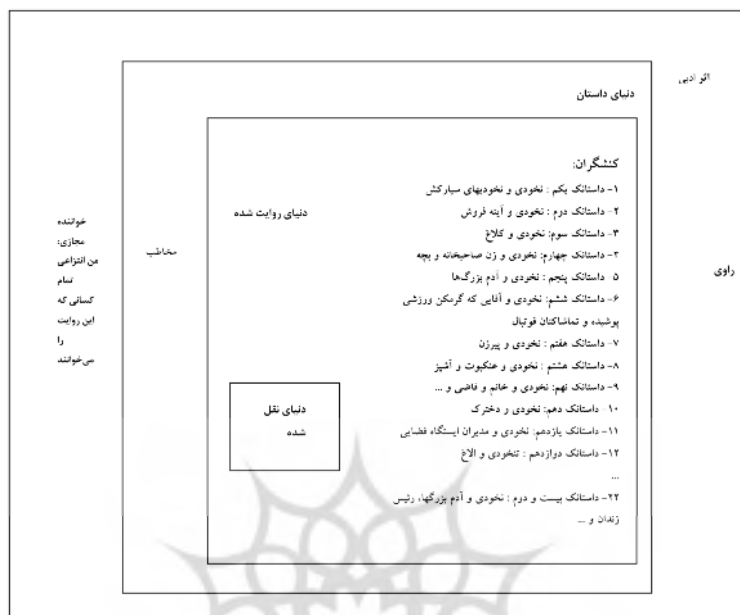 اثر ادبی
دنیای داستان
کنشگران:
۱- داستانک یکم : نخودی و نخودیهای سیارکش
۲- داستانک دوم : نخودی و آینه فروش
۳- داستانک سوم: نخودی و کلاغ
۴- داستانک چهارم: نخودی و زن صاحبخانه و بچه
۵- داستانک پنجم : نخودی و آدم بزرگ‌ها
۶- داستانک ششم: نخودی و آقایی که گرمکن ورزشی
پوشیده و تماشاکنان فوتبال
۷- داستانک هفتم : نخودی و پیرزن
۸- داستانک هشتم : نخودی و عنکبوت و آشپز
۹- داستانک نهم: نخودی و خانم و قاضی و ...
۱۰- داستانک دهم: نخودی و دخترک
۱۱- داستانک یازدهم: نخودی و مدیران ایستگاه فضایی
۱۲- داستانک دوازدهم : نخودی و الاغ
...
۲۲- داستانک بیست و دوم : نخودی و آدم بزرگها، رئیس
زندان و ...
راوی
دنیای روایت شده
دنیای نقل
شده
مخاطب
خواننده
مجازی:
من انتزاعی
تمام
کسانی که
این روایت
را
می‌خوانند